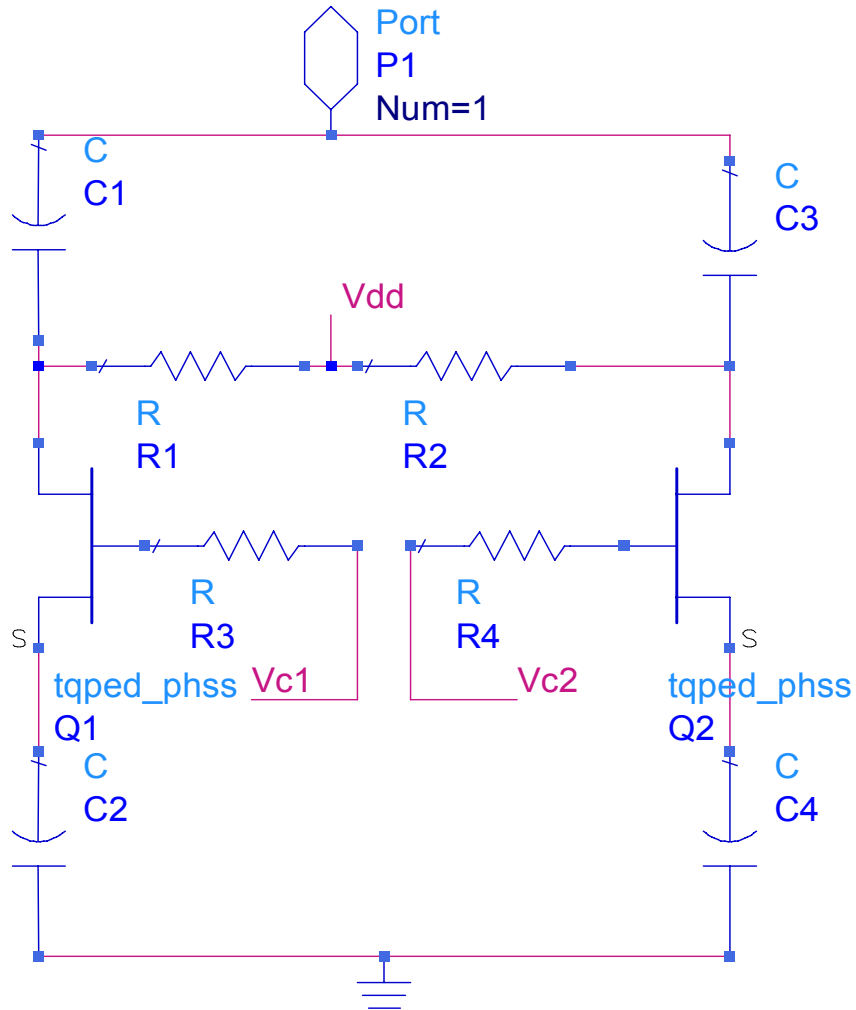 Port
P1
Num=1
C
C1
C
C3
Vdd
R
R1
R
R2
R
R3
R
R4
S
S
tqped_phss
Q1
Vc1
Vc2
tqped_phss
Q2
C
C2
C
C4